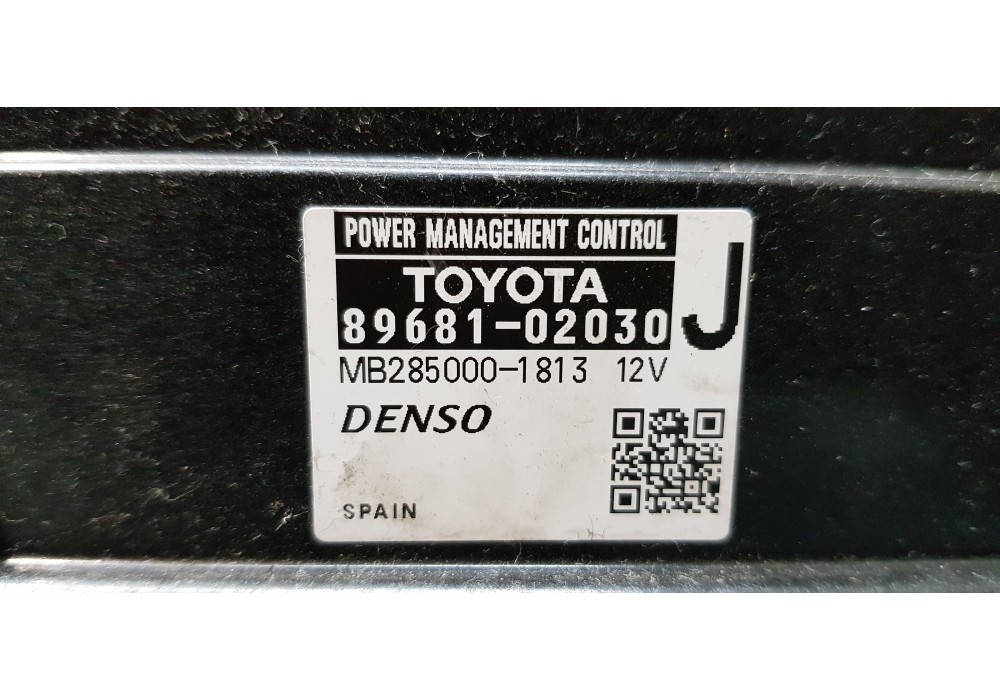 POWER MANAGEMENT CONTROL
TOYOTA
J
89681-02030
MB285000-1813 12V
DENSO
SPAIN